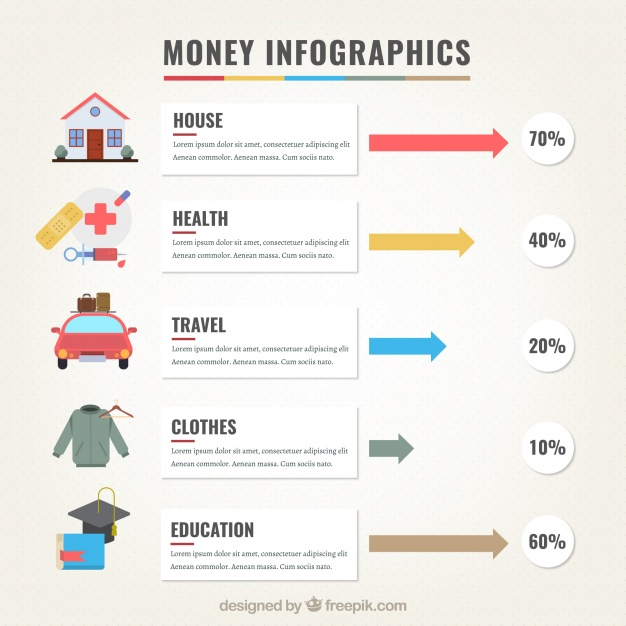 MONEY INFOGRAPHICS
HOUSE
Lorem ipsum dolor sit amet, consectetuer adipiscing elit.
Aenean commolor. Aenean massa. Cum sociis nato.
70%
HEALTH
Lorem ipsum dolor sit amet, consectetuer adipiscing elit.
Aenean commolor. Aenean massa. Cum sociis nato.
40%
TRAVEL
Lorem ipsum dolor sit amet, consectetuer adipiscing elit.
Aenean commolor. Aenean massa. Cum sociis nato.
20%
CLOTHES
Lorem ipsum dolor sit amet, consectetuer adipiscing elit.
Aenean commolor. Aenean massa. Cum sociis nato.
10%
EDUCATION
Lorem ipsum dolor sit amet, consectetuer adipiscing elit.
Aenean commolor. Aenean massa. Cum sociis nato.
60%
designed by freepik.com